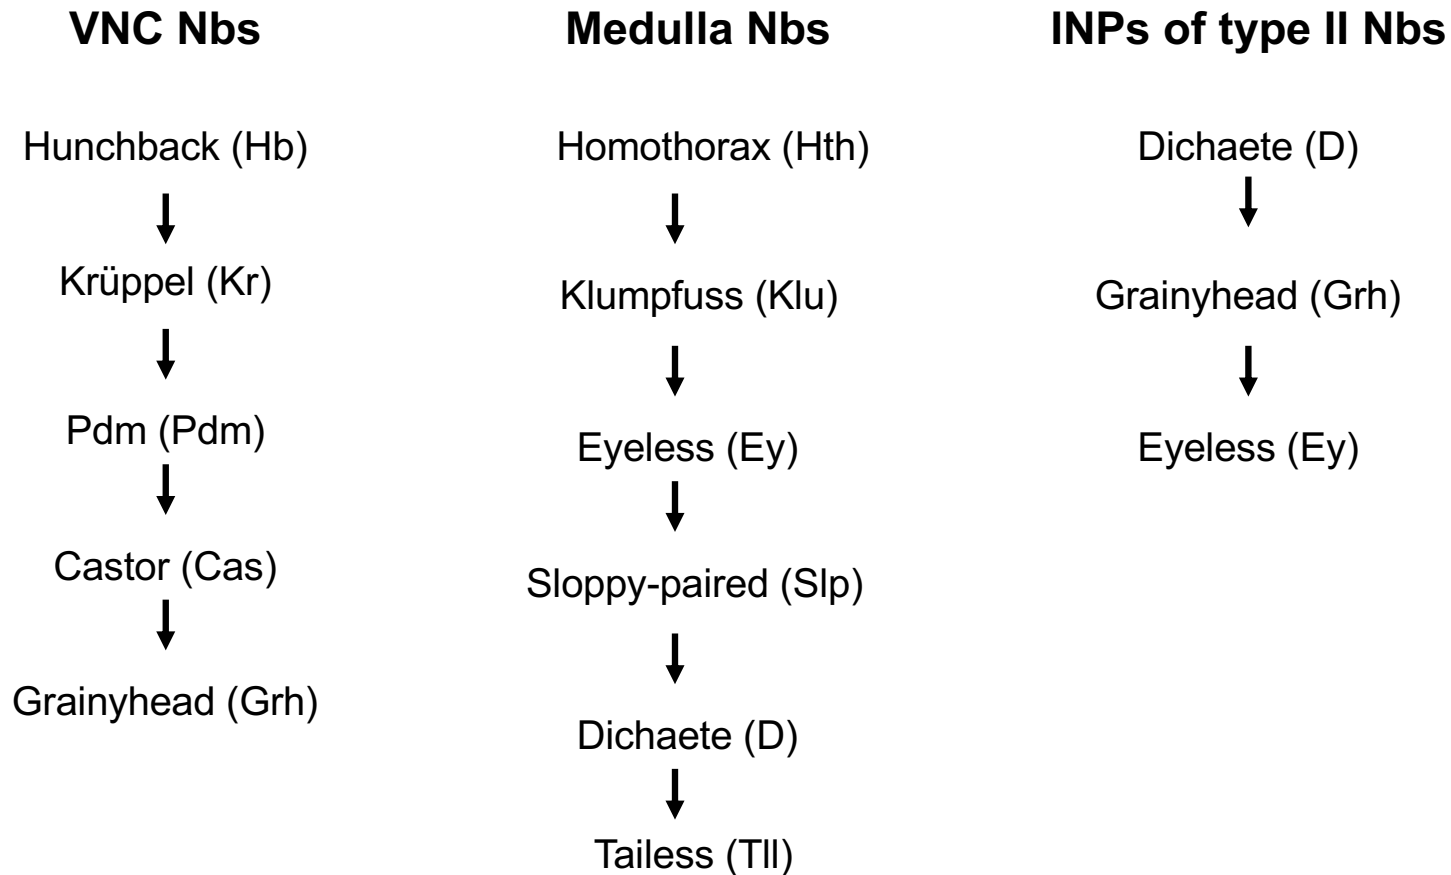 VNC Nbs
Hunchback (Hb)
Krüppel (Kr)
Pdm (Pdm)
Castor (Cas)
Grainyhead (Grh)
Medulla Nbs
Homothorax (Hth)
Klumpfuss (Klu)
Eyeless (Ey)
Sloppy-paired (Slp)
Dichaete (D)
Tailess (Tll)
INPs of type II Nbs
Dichaete (D)
Grainyhead (Grh)
Eyeless (Ey)